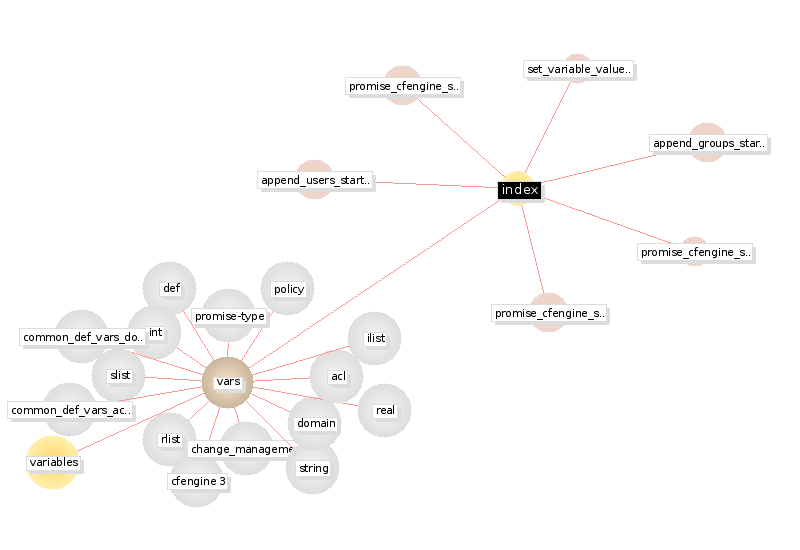 set_variable_value..
promise_cfengine_s..
append_groups_star..
append_users_start..
index
promise_cfengine_s..
def
policy
promise_cfengine_s..
promise-type
common_def_vars_do..
int
ilist
slist
acl
vars
common_def_vars_ac..
real
domain
rlist
change_manageme
variables
string
cfengine 3